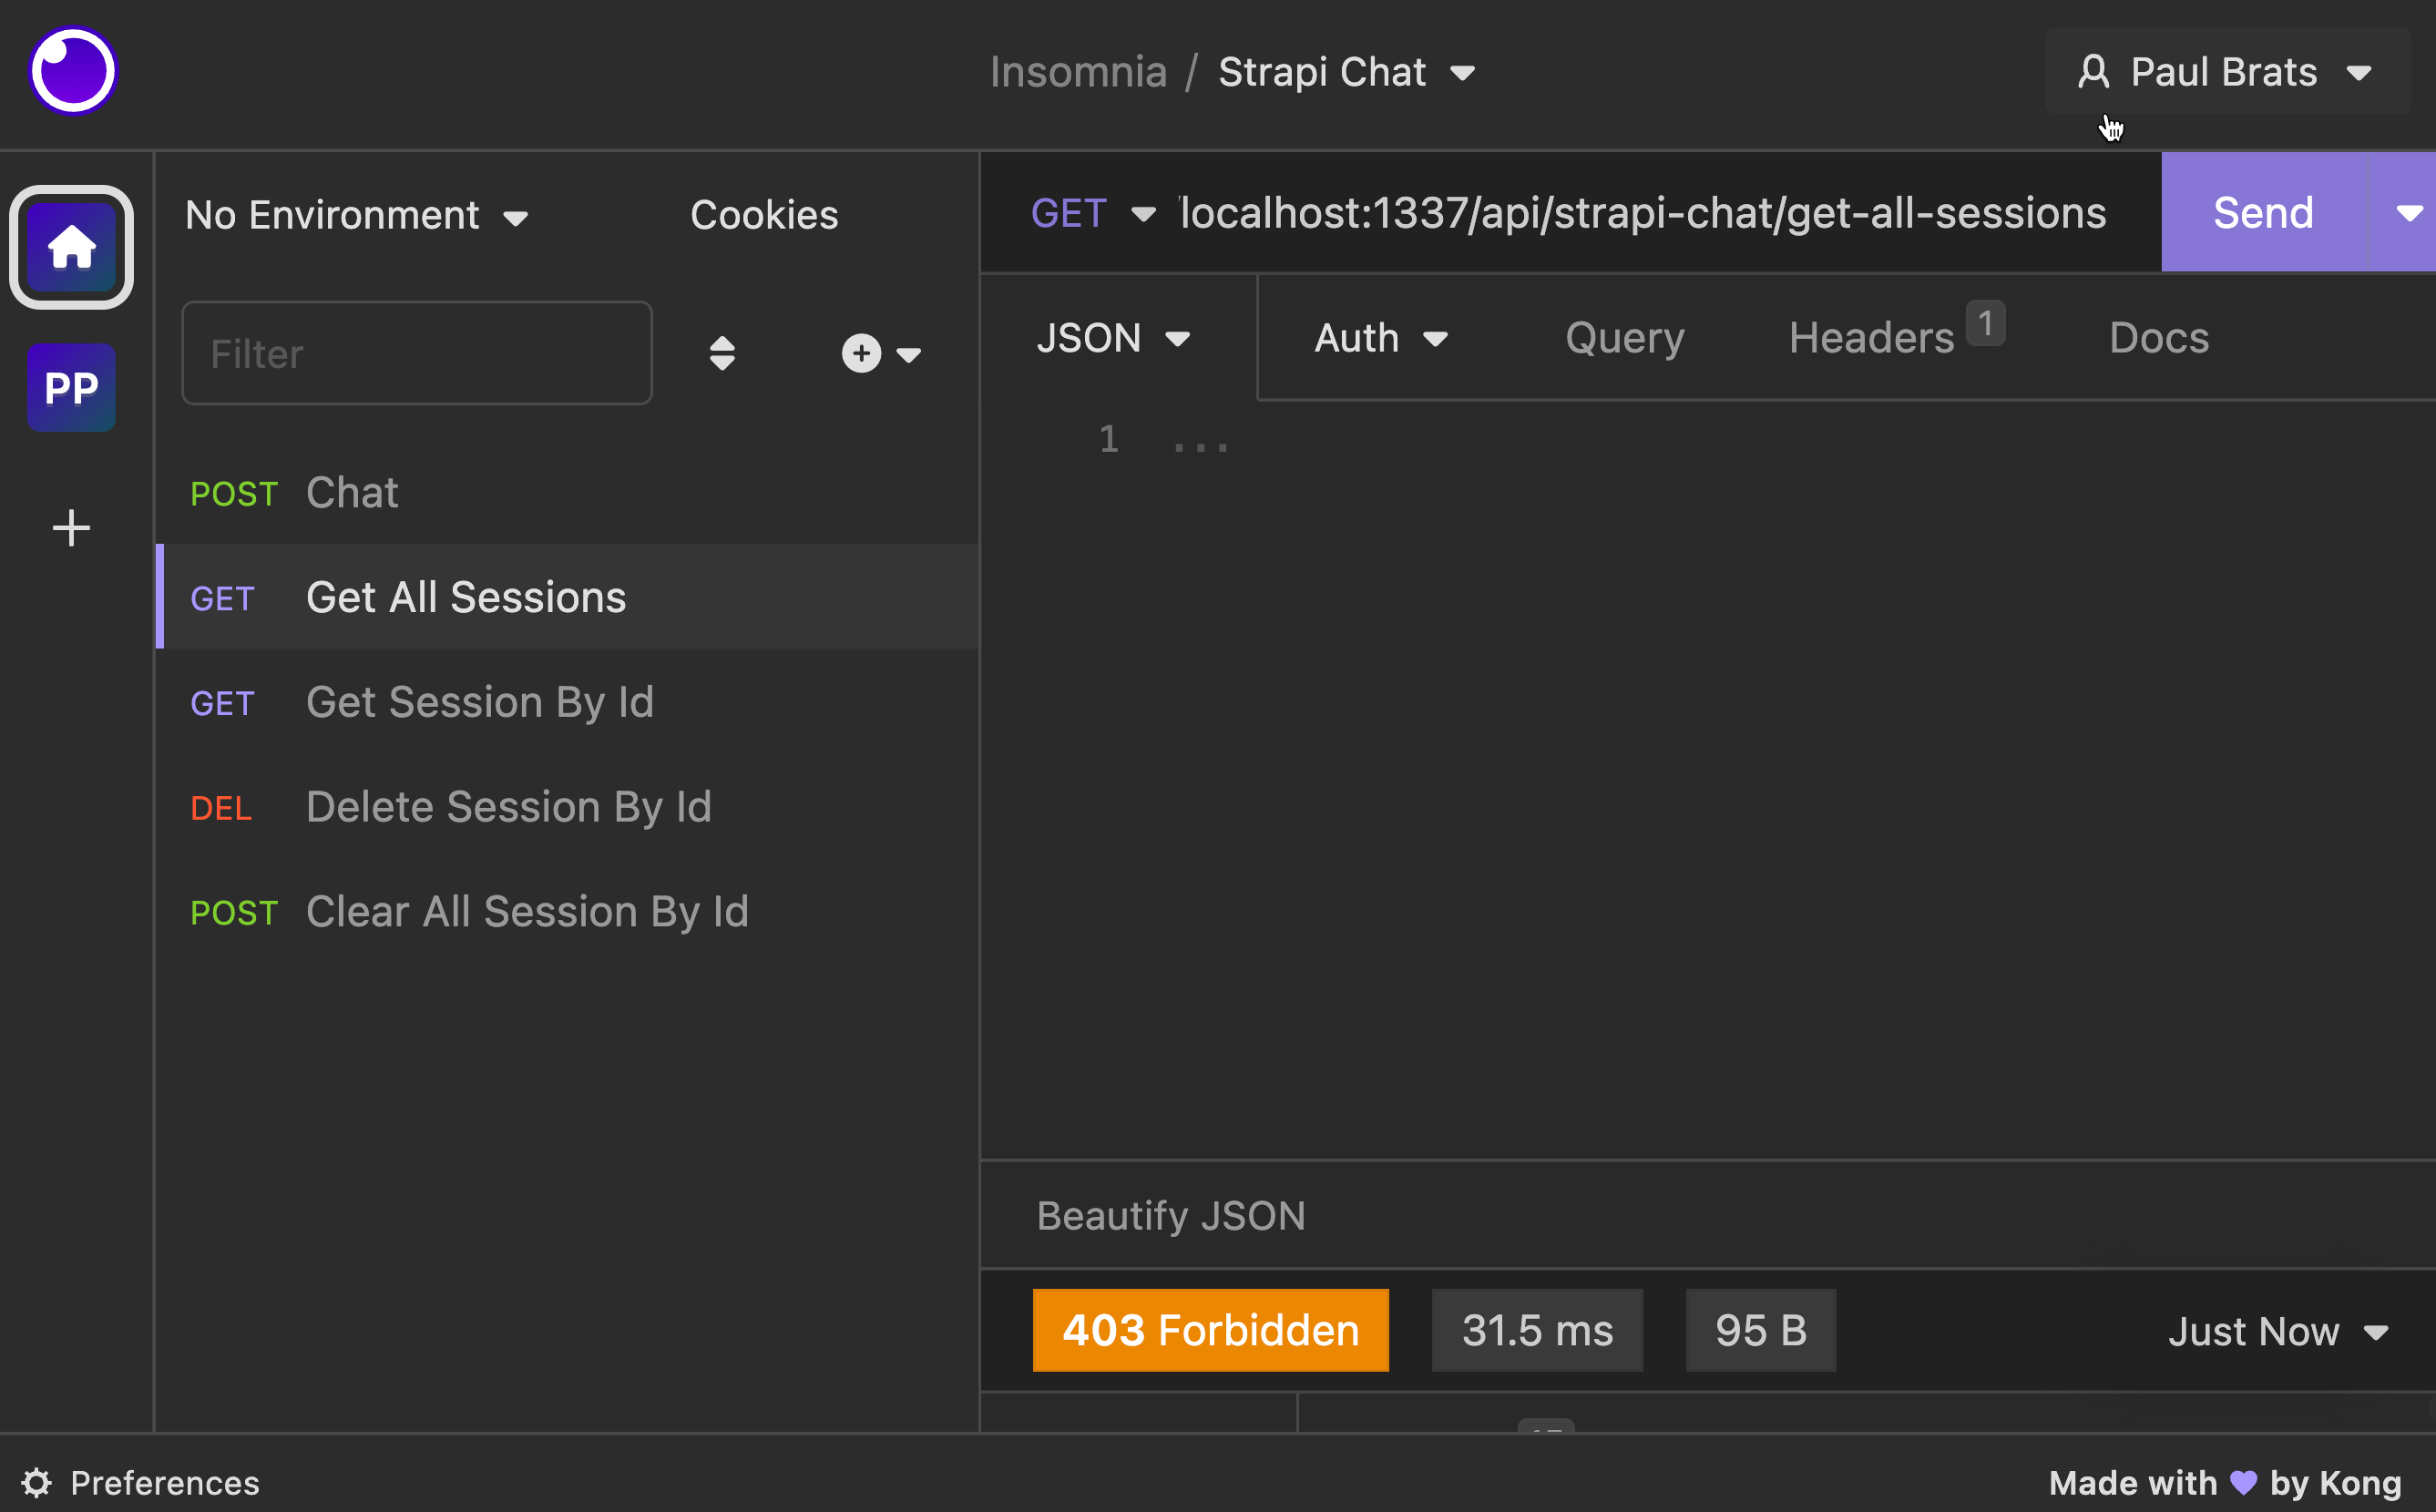 Insomnia / Strapi Chat
Paul Brats
No Environment
Cookies
GET
localhost:1337/api/strapi-chat/get-all-sessions
Send
Filter
JSON
Auth
Query
Headers 1
Docs
PP
1 ...
POST Chat
GET Get All Sessions
GET Get Session By Id
DEL Delete Session By Id
POST Clear All Session By Id
Beautify JSON
403 Forbidden
31.5 ms
95 B
Just Now
Preferences
Made with 💜 by Kong